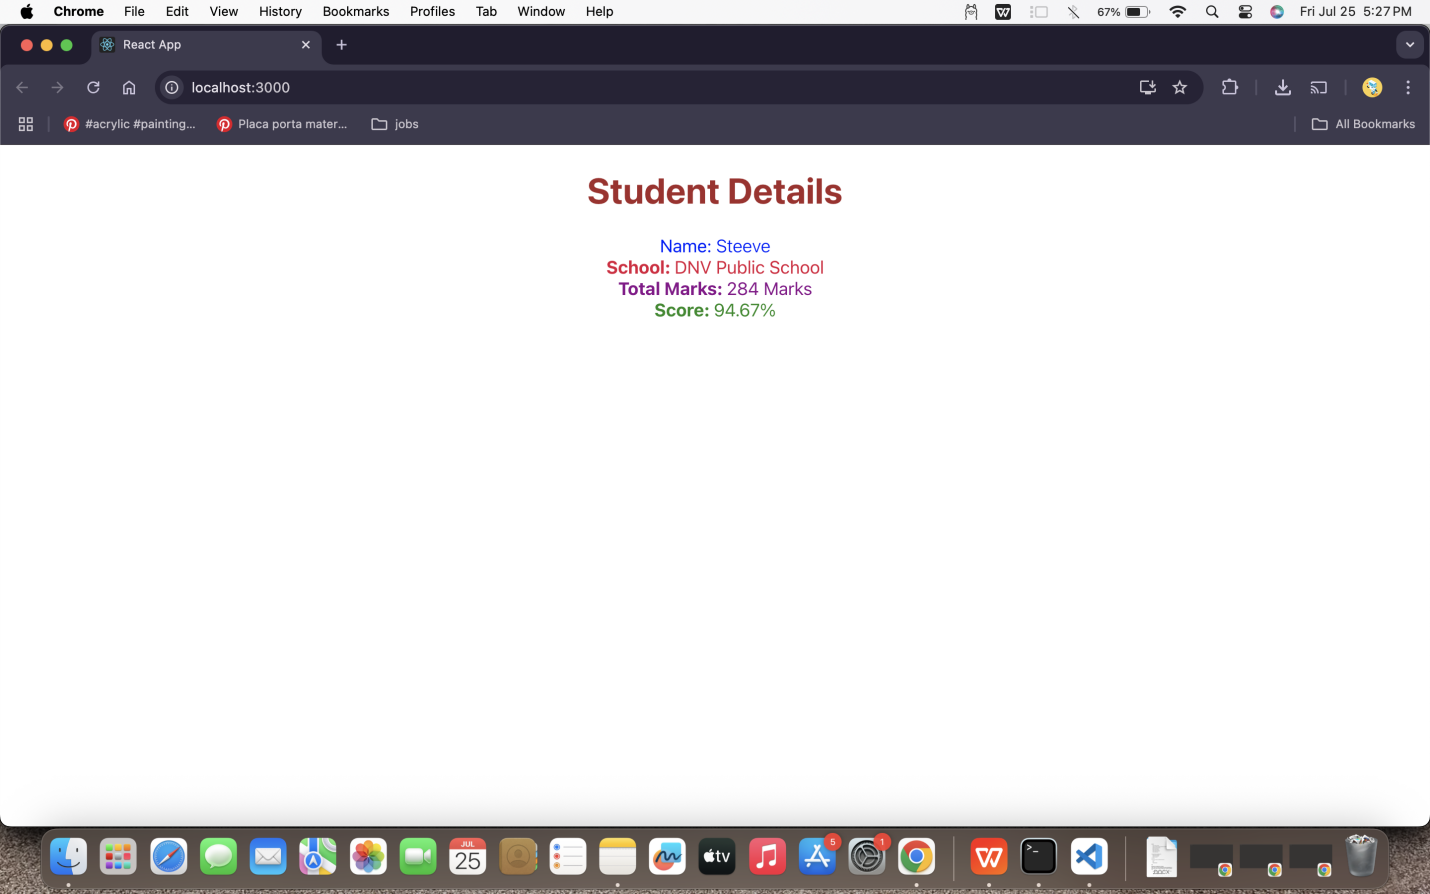 Chrome File Edit View History Bookmarks Profiles Tab Window Help 67% Fri Jul 25 5:27 PM
React App
localhost:3000
#acrylic #painting... Placa porta mater... jobs All Bookmarks
Student Details
Name: Steeve
School: DNV Public School
Total Marks: 284 Marks
Score: 94.67%
JUL 25 tv 5 1 >_ DOCX